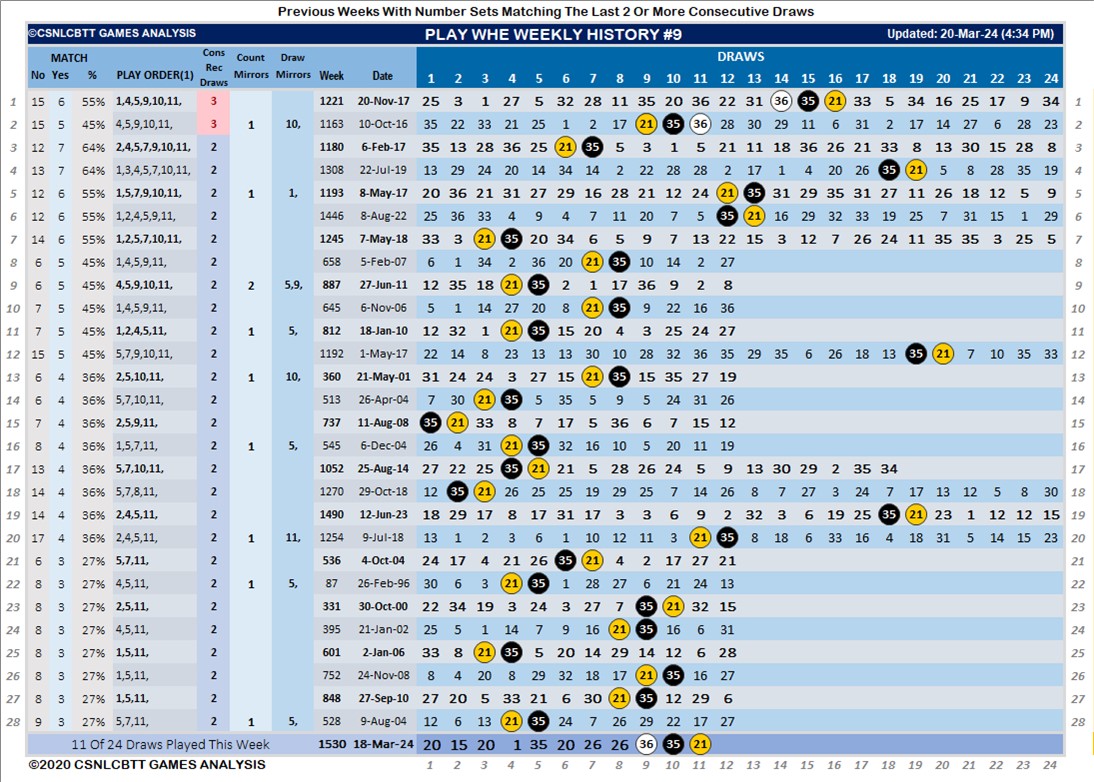 Previous Weeks With Number Sets Matching The Last 2 Or More Consecutive Draws
©CSNLCBTT GAMES ANALYSIS PLAY WHE WEEKLY HISTORY #9 Updated: 20-Mar-24 (4:34 PM)
MATCH Cons Count Draw DRAWS
No Yes % PLAY ORDER(1) Rec Draws Mirrors Mirrors Week Date 1 2 3 4 5 6 7 8 9 10 11 12 13 14 15 16 17 18 19 20 21 22 23 24
1 15 6 55% 1,4,5,9,10,11, 3 1221 20-Nov-17 25 3 1 27 5 32 28 11 35 20 36 22 31 36 35 21 33 5 34 16 25 17 9 34 1
2 15 5 45% 4,5,9,10,11, 3 1 10, 1163 10-Oct-16 35 22 33 21 25 1 2 17 21 35 36 28 30 29 11 6 31 2 17 14 27 6 28 23 2
3 12 7 64% 2,4,5,7,9,10,11, 2 1180 6-Feb-17 35 13 28 36 25 21 35 5 3 1 5 21 11 18 36 26 21 33 8 13 30 15 28 8 3
4 13 7 64% 1,3,4,5,7,10,11, 2 1308 22-Jul-19 13 29 24 20 14 34 14 2 22 28 28 2 17 1 4 20 26 35 21 5 8 28 35 19 4
5 12 6 55% 1,5,7,9,10,11, 2 1 1, 1193 8-May-17 20 36 21 31 27 29 16 28 21 12 24 21 35 31 29 35 31 27 11 26 18 12 5 9 5
6 12 6 55% 1,2,4,5,9,11, 2 1446 8-Aug-22 25 36 33 4 9 4 7 11 20 7 5 35 21 16 29 32 33 19 25 7 31 15 1 29 6
7 14 6 55% 1,2,5,7,10,11, 2 1245 7-May-18 33 3 21 35 20 34 6 5 9 7 13 22 15 3 12 7 26 24 11 35 35 3 25 5 7
8 6 5 45% 1,4,5,9,11, 2 658 5-Feb-07 6 1 34 2 36 20 21 35 10 14 2 27 8
9 6 5 45% 4,5,9,10,11, 2 2 5,9, 887 27-Jun-11 12 35 18 21 35 2 1 17 36 9 2 8 9
10 7 5 45% 1,4,5,9,11, 2 645 6-Nov-06 5 1 14 27 20 8 21 35 9 22 16 36 10
11 7 5 45% 1,2,4,5,11, 2 1 5, 812 18-Jan-10 12 32 1 21 35 15 20 4 3 25 24 27 11
12 15 5 45% 5,7,9,10,11, 2 1192 1-May-17 22 14 8 23 13 13 30 10 28 32 36 35 29 35 6 26 18 13 35 21 7 10 35 33 12
13 6 4 36% 2,5,10,11, 2 1 10, 360 21-May-01 31 24 24 3 27 15 21 35 15 35 27 19 13
14 6 4 36% 5,7,10,11, 2 513 26-Apr-04 7 30 21 35 5 35 5 9 5 24 31 26 14
15 7 4 36% 2,5,9,11, 2 737 11-Aug-08 35 21 33 8 7 17 5 36 6 7 15 12 15
16 8 4 36% 1,5,7,11, 2 1 5, 545 6-Dec-04 26 4 31 21 35 32 16 10 5 20 11 19 16
17 13 4 36% 5,7,10,11, 2 1052 25-Aug-14 27 22 25 35 21 21 5 28 26 24 5 9 13 30 29 2 35 34 17
18 14 4 36% 5,7,8,11, 2 1270 29-Oct-18 12 35 21 26 25 25 19 29 25 7 14 26 8 7 27 3 24 7 17 13 12 5 8 30 18
19 14 4 36% 2,4,5,11, 2 1490 12-Jun-23 18 29 17 8 17 31 17 3 3 6 9 2 32 3 6 19 25 35 21 23 1 12 12 15 19
20 17 4 36% 2,4,5,11, 2 1 11, 1254 9-Jul-18 13 1 2 3 6 1 10 12 11 3 21 35 8 18 6 33 16 4 18 31 5 14 15 23 20
21 6 3 27% 5,7,11, 2 536 4-Oct-04 24 17 4 21 26 35 21 4 2 17 27 21 21
22 8 3 27% 4,5,11, 2 1 5, 87 26-Feb-96 30 6 3 21 35 1 28 27 6 21 24 13 22
23 8 3 27% 2,5,11, 2 331 30-Oct-00 22 34 19 3 24 3 27 7 35 21 32 15 23
24 8 3 27% 4,5,11, 2 395 21-Jan-02 25 5 1 14 7 9 16 21 35 16 6 31 24
25 8 3 27% 1,5,11, 2 601 2-Jan-06 33 8 21 35 5 20 14 29 14 12 6 28 25
26 8 3 27% 1,5,11, 2 752 24-Nov-08 8 4 20 8 29 32 18 17 21 35 16 27 26
27 8 3 27% 1,5,11, 2 848 27-Sep-10 27 20 5 33 21 6 30 21 35 12 29 6 27
28 9 3 27% 5,7,11, 2 1 5, 528 9-Aug-04 12 6 13 21 35 24 7 26 29 22 17 27 28
11 Of 24 Draws Played This Week 1530 18-Mar-24 20 15 20 1 35 20 26 26 36 35 21
©2020 CSNLCBTT GAMES ANALYSIS 1 2 3 4 5 6 7 8 9 10 11 12 13 14 15 16 17 18 19 20 21 22 23 24